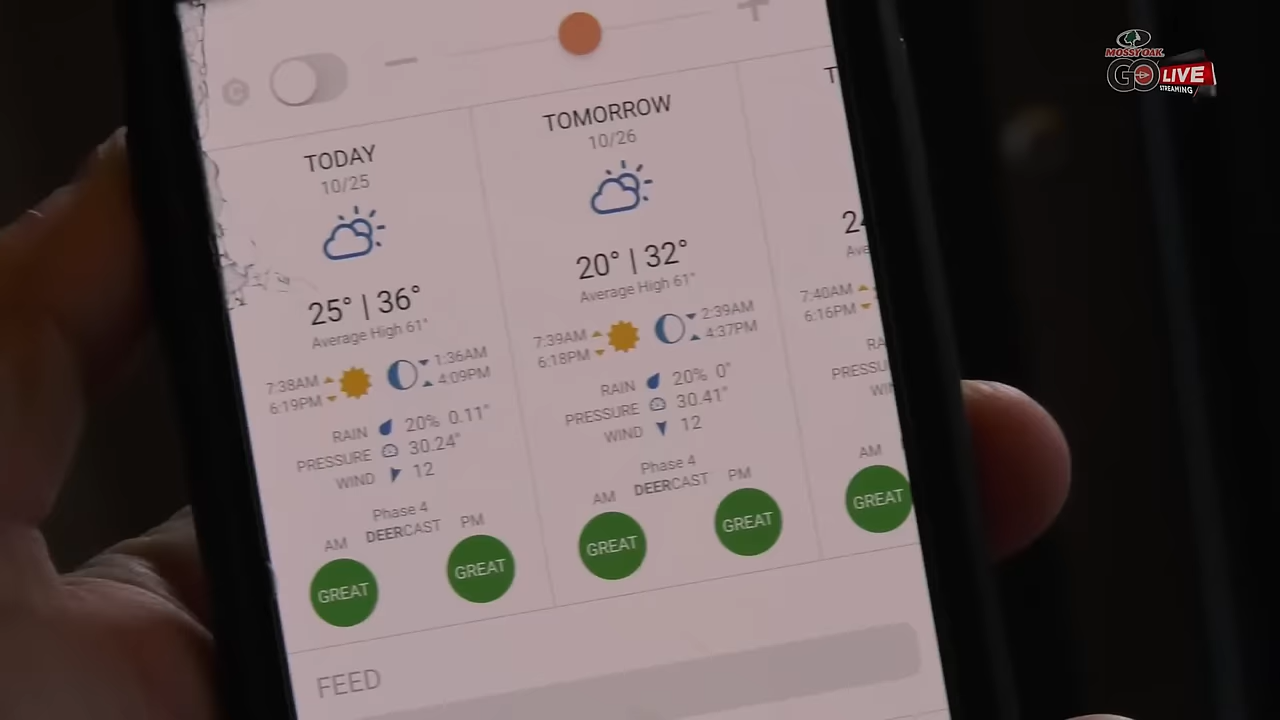 MOSSY OAK
GO LIVE
STREAMING
TODAY
10/25
25° | 36°
Average High 61°
7:38AM
6:19PM
1:36AM
4:09PM
RAIN 20% 0.11"
PRESSURE 30.24"
WIND 12
Phase 4
DEERCAST
AM
PM
GREAT
GREAT
TOMORROW
10/26
20° | 32°
Average High 61°
7:39AM
6:18PM
2:39AM
4:37PM
RAIN 20% 0"
PRESSURE 30.41"
WIND 12
Phase 4
DEERCAST
AM
PM
GREAT
GREAT
7:40AM
6:16PM
AM
GREAT
FEED